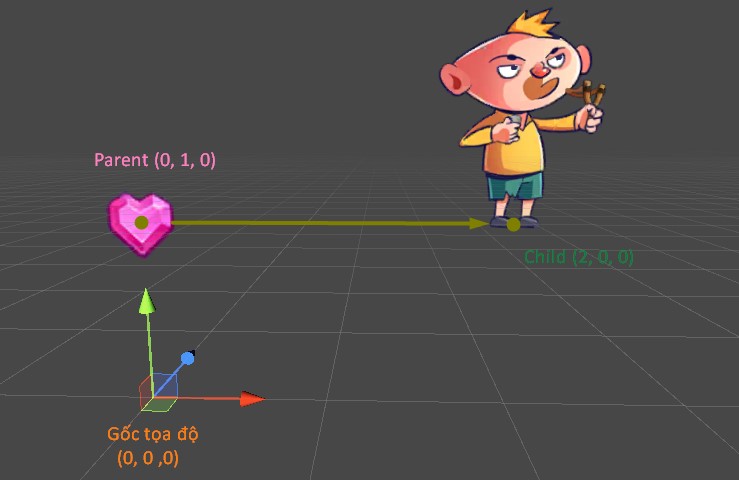 Parent (0, 1, 0)
Child (2, 0, 0)
Gốc tọa độ
(0, 0 ,0)